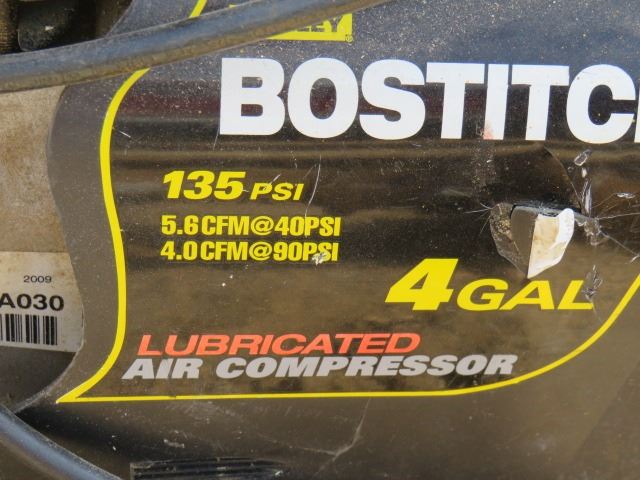 BOSTITC
135 PSI
5.6 CFM@40PSI
4.0 CFM@90PSI
2009
A030
4 GAL
LUBRICATED
AIR COMPRESSOR